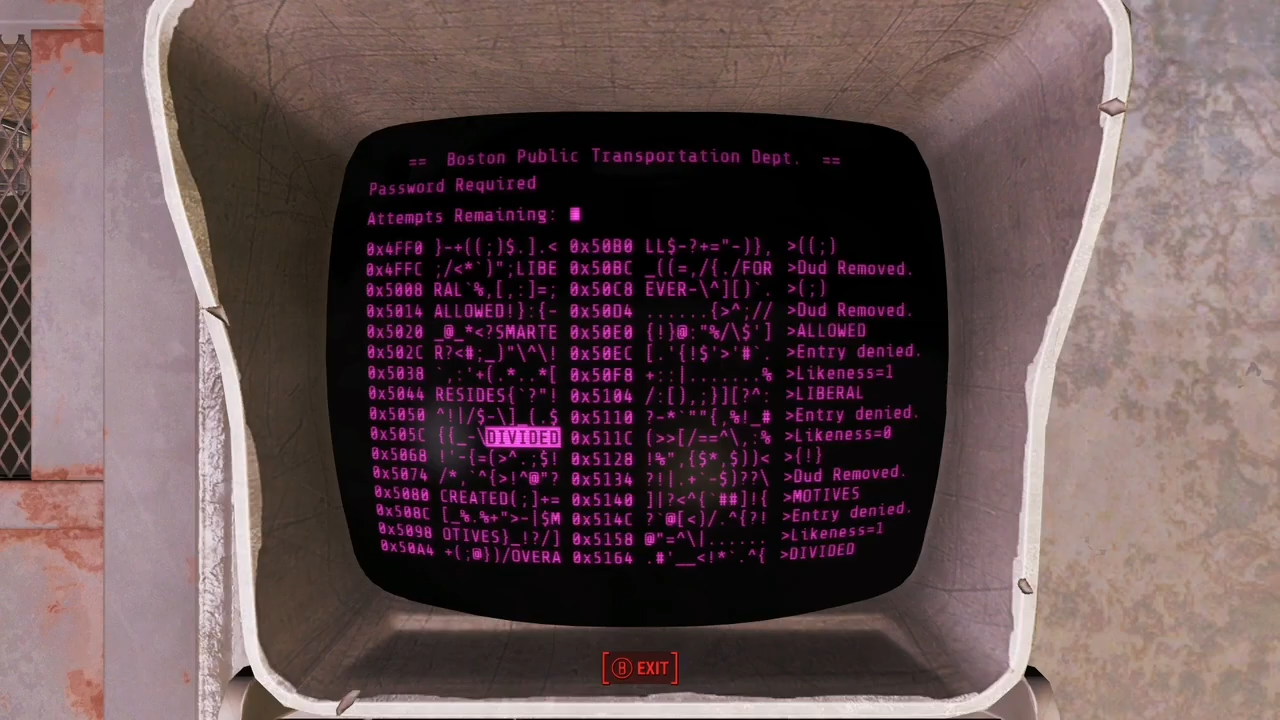 == Boston Public Transportation Dept. ==
Password Required
Attempts Remaining: ■
0x4FF0 }-+((;)$.].< 0x50B0 LL$-?+="-)}, >((;)
0x4FFC ;/<*`)";LIBE 0x50BC _((=,/{./FOR >Dud Removed.
0x5008 RAL`%,[,:]=; 0x50C8 EVER-\^][()`. >(;)
0x5014 ALLOWED!}:{- 0x50D4 ......{>^;// >Dud Removed.
0x5020 _@_*<?SMARTE 0x50E0 {!}@:"%/\$'] >ALLOWED
0x502C R?<#;_)"\^\! 0x50EC [.'{!$'>'#`. >Entry denied.
0x5038 `,:'+(.*..*[ 0x50F8 +::|.......% >Likeness=1
0x5044 RESIDES{`?"! 0x5104 /:[),;}][?^: >LIBERAL
0x5050 ^!|/$-\]_(.$ 0x5110 ?-*`""{,%!_# >Entry denied.
0x505C {{_-\DIVIDED 0x511C (>>[/==^\,:% >Likeness=0
0x5068 !'-{=(>^.;$! 0x5128 !%",{$*,$))< >{!}
0x5074 /*,`^{>!^@"? 0x5134 ?!|.+`-$)??\ >Dud Removed.
0x5080 CREATED(;]+= 0x5140 ]|?<^{`##]!{ >MOTIVES
0x508C [_%.%+">-|$M 0x514C ?`@[<)/.^{?! >Entry denied.
0x5098 OTIVES}_!?/] 0x5158 @"=^\|...... >Likeness=1
0x50A4 +(;@})/OVERA 0x5164 .#'__<!*`.^{ >DIVIDED
B EXIT